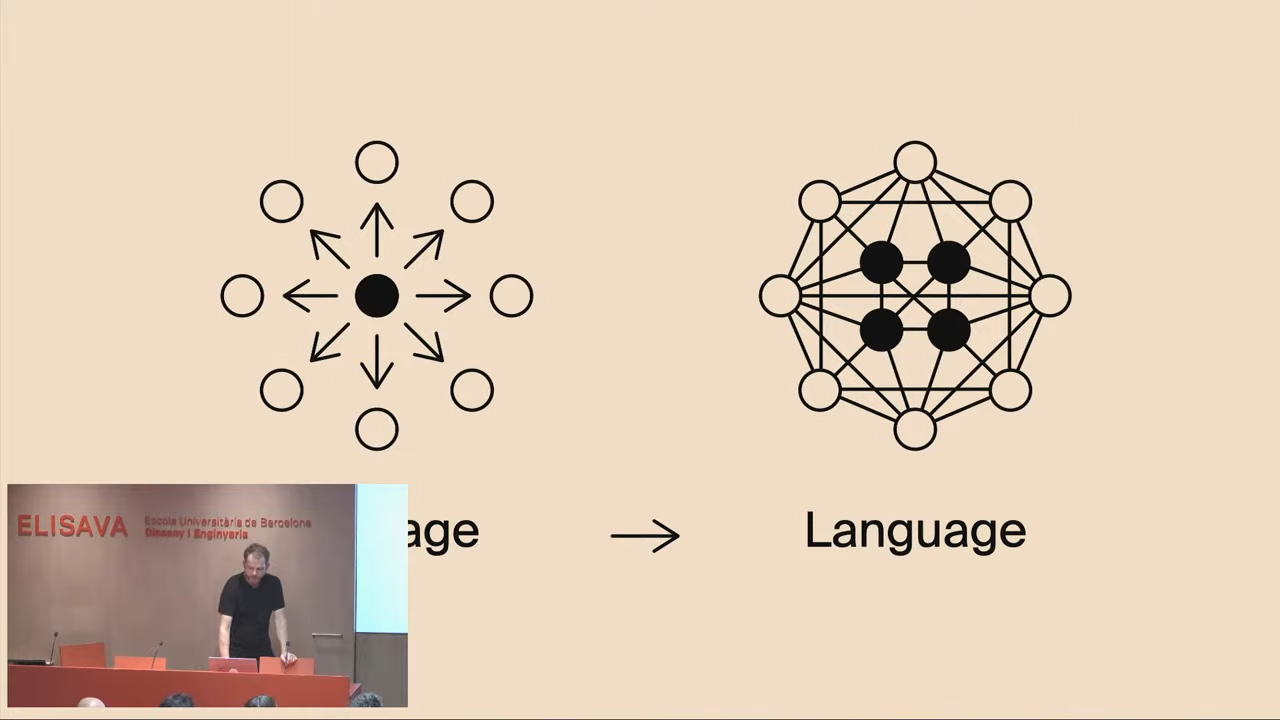 age
Language
ELISAVA
Escola Universitària de Barcelona
Disseny i Enginyeria